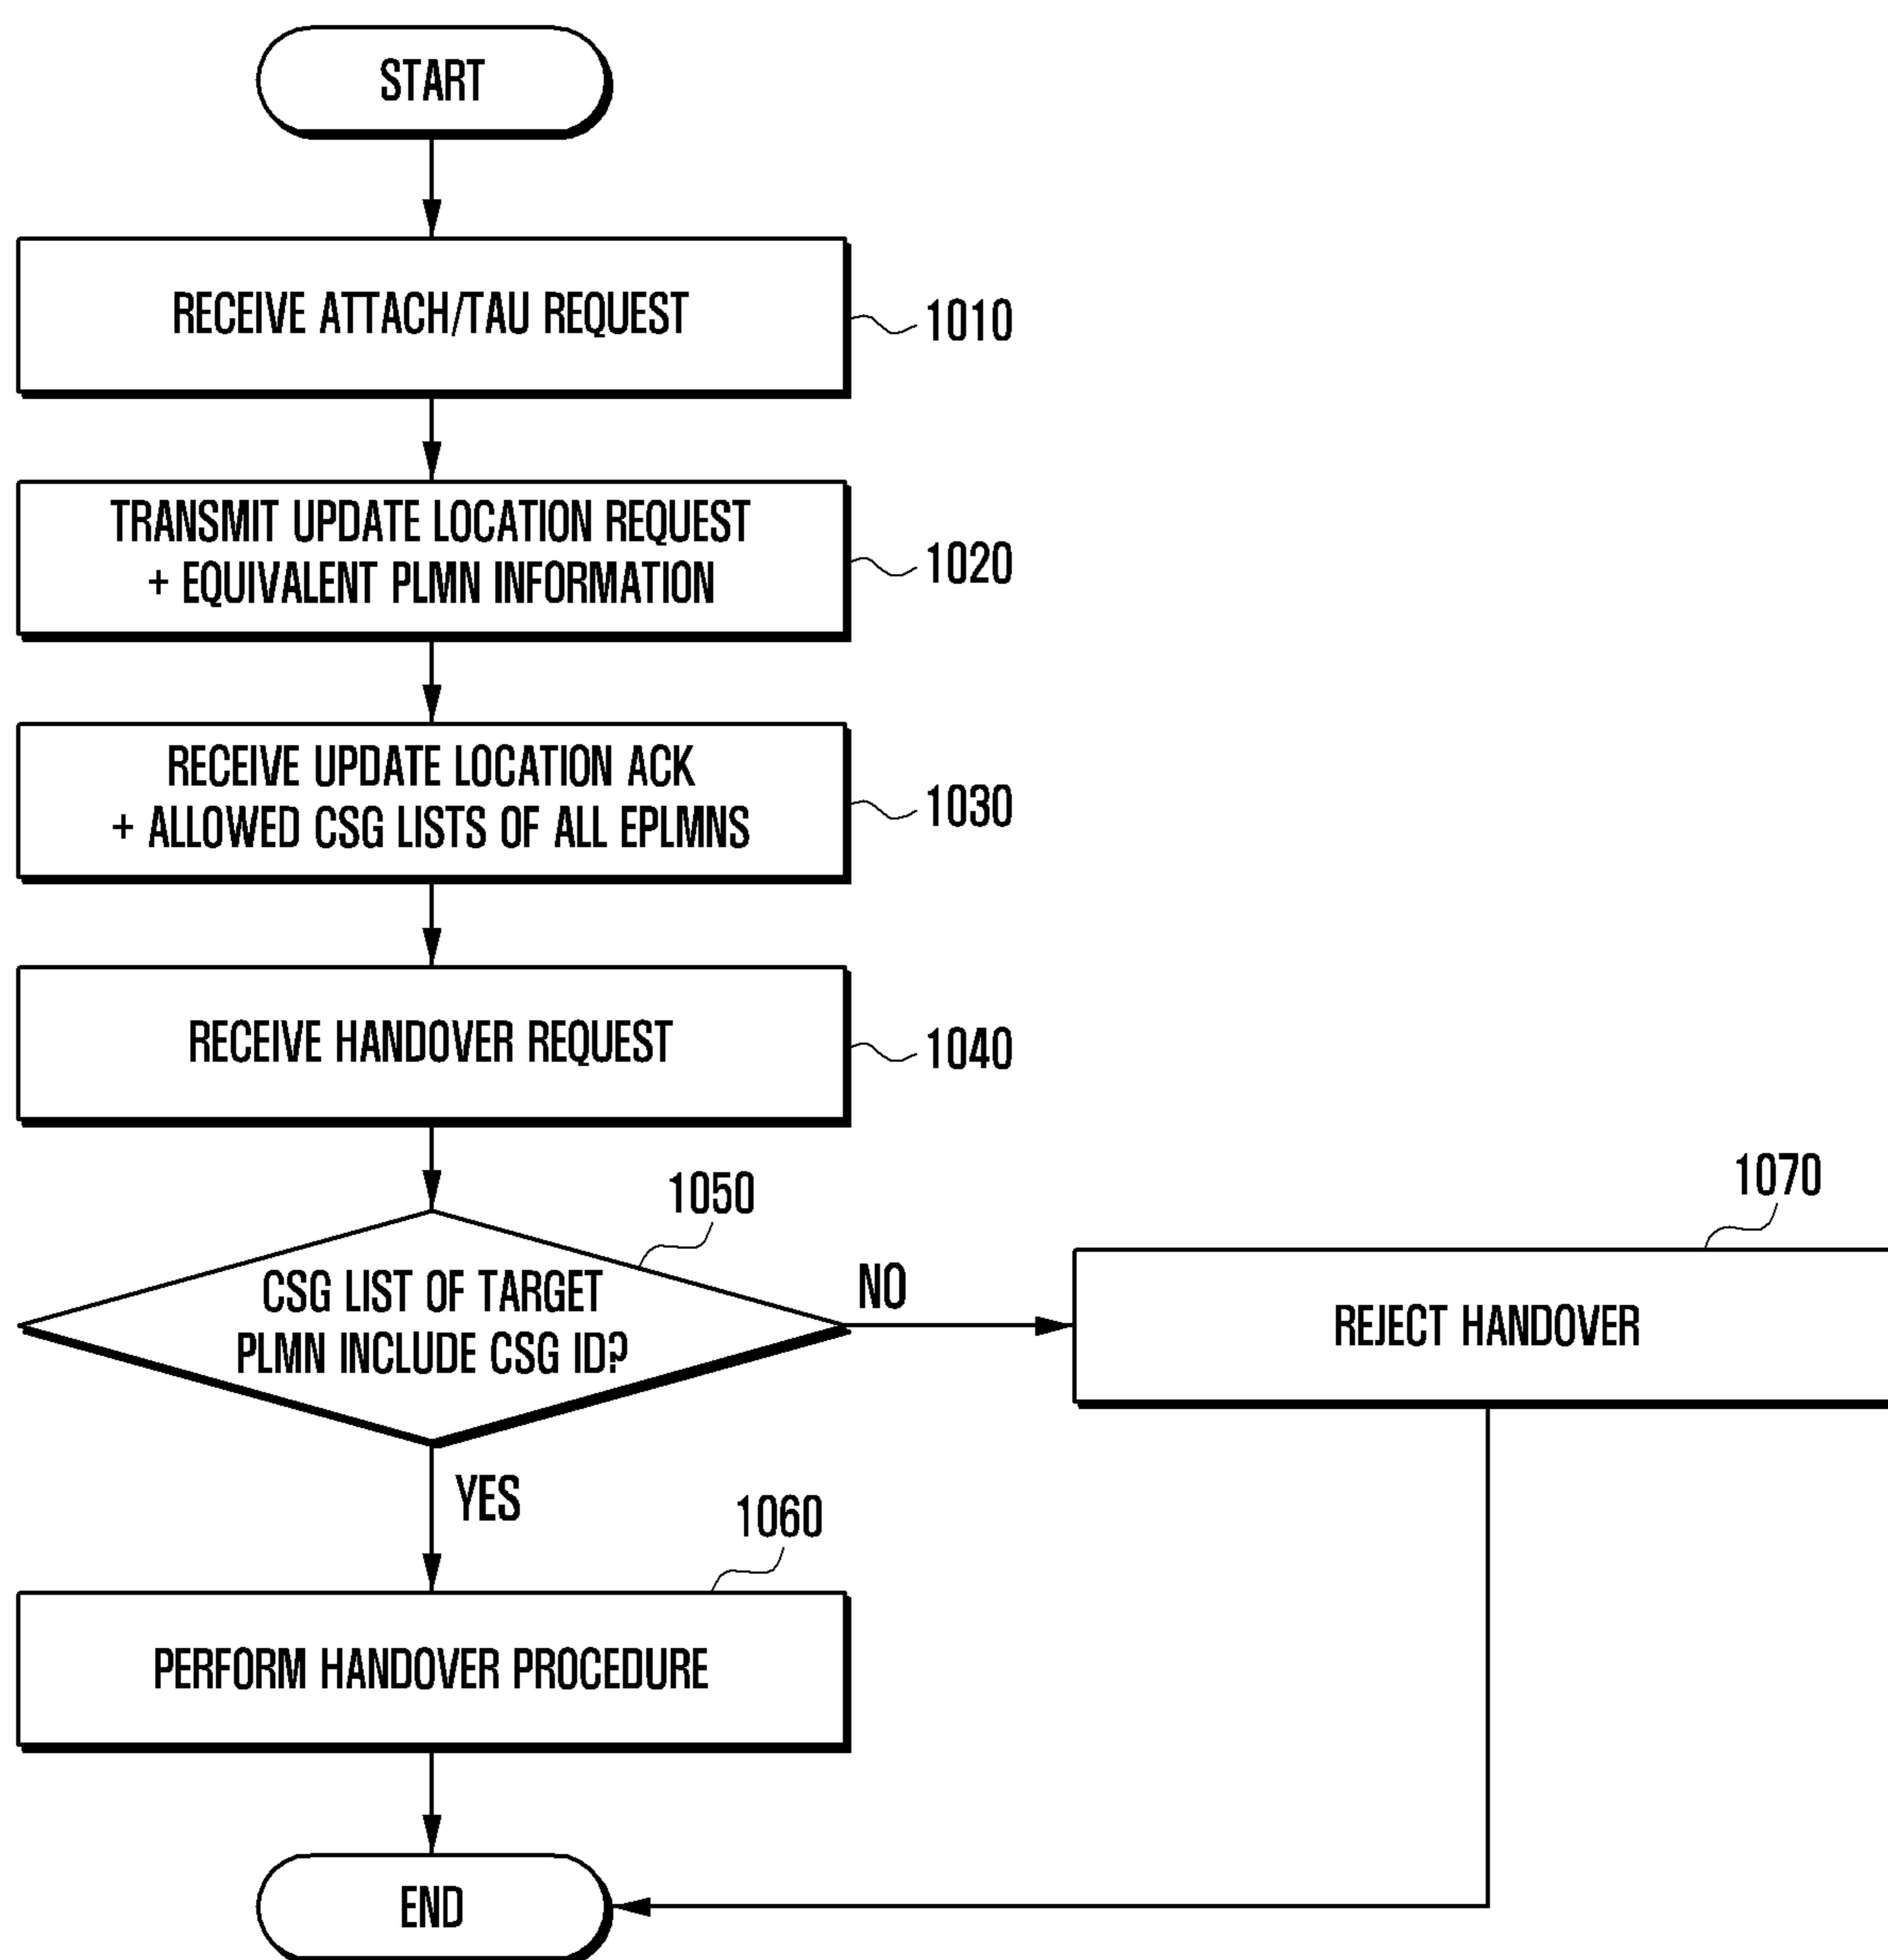 START
RECEIVE ATTACH/TAU REQUEST
1010
TRANSMIT UPDATE LOCATION REQUEST
+ EQUIVALENT PLMN INFORMATION
1020
RECEIVE UPDATE LOCATION ACK
+ ALLOWED CSG LISTS OF ALL EPLMNS
1030
RECEIVE HANDOVER REQUEST
1040
1050
CSG LIST OF TARGET
PLMN INCLUDE CSG ID?
NO
1070
REJECT HANDOVER
YES
1060
PERFORM HANDOVER PROCEDURE
END